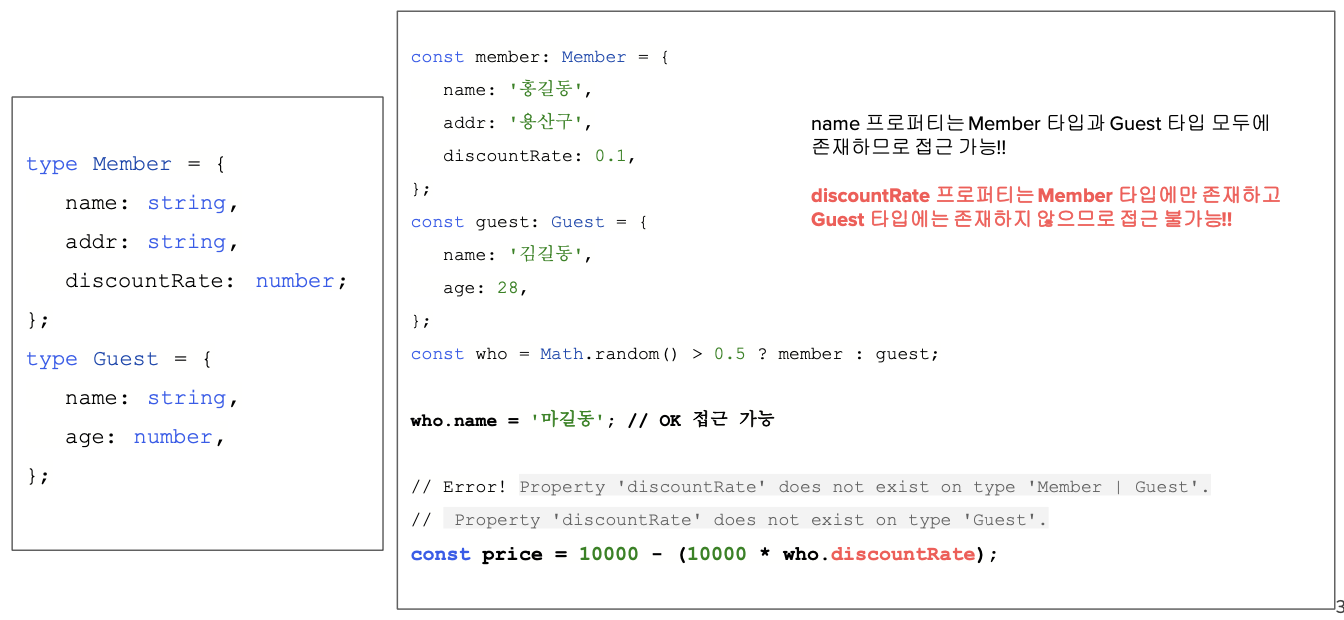 type Member = {
name: string,
addr: string,
discountRate: number;
};
type Guest = {
name: string,
age: number,
};
const member: Member = {
name: '홍길동',
addr: '용산구',
discountRate: 0.1,
};
const guest: Guest = {
name: '김길동',
age: 28,
};
const who = Math.random() > 0.5 ? member : guest;
who.name = '마길동'; // OK 접근 가능
// Error! Property 'discountRate' does not exist on type 'Member | Guest'.
// Property 'discountRate' does not exist on type 'Guest'.
const price = 10000 - (10000 * who.discountRate);
name 프로퍼티는 Member 타입과 Guest 타입 모두에
존재하므로 접근 가능!!
discountRate 프로퍼티는 Member 타입에만 존재하고
Guest 타입에는 존재하지 않으므로 접근 불가능!!
3